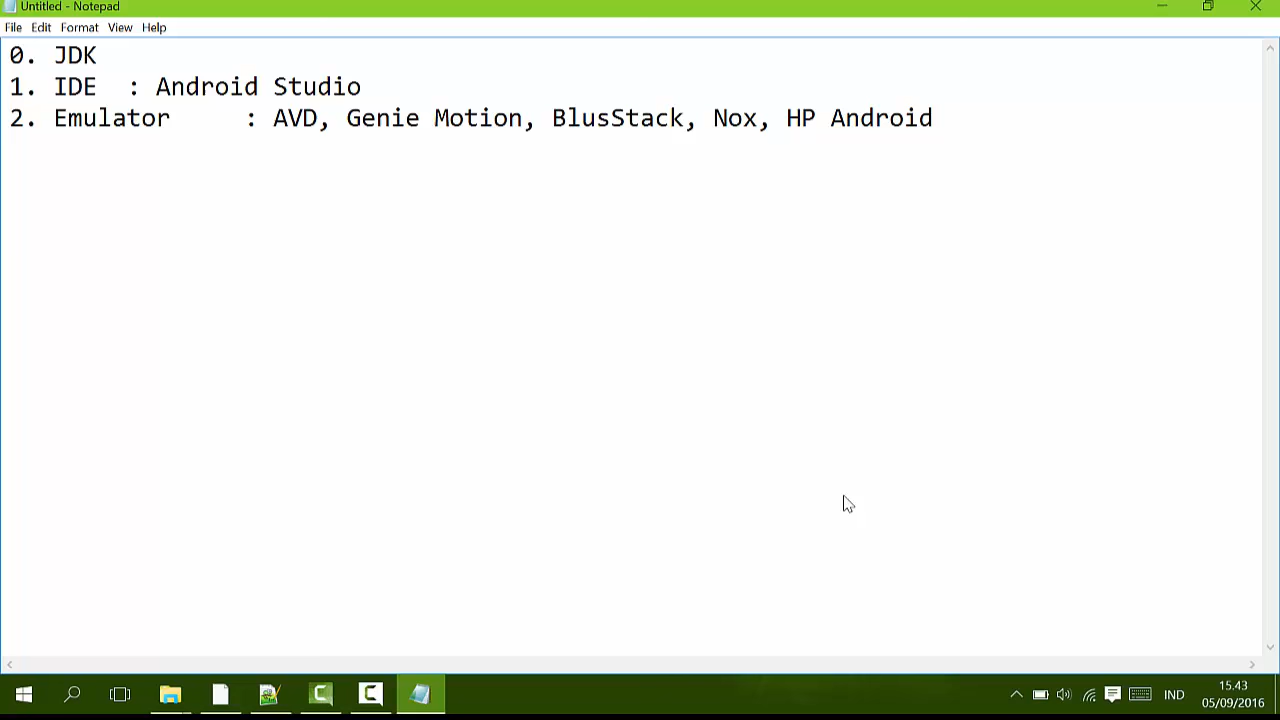 Untitled - Notepad
File Edit Format View Help
0. JDK
1. IDE : Android Studio
2. Emulator : AVD, Genie Motion, BlusStack, Nox, HP Android
IND
15.43
05/09/2016